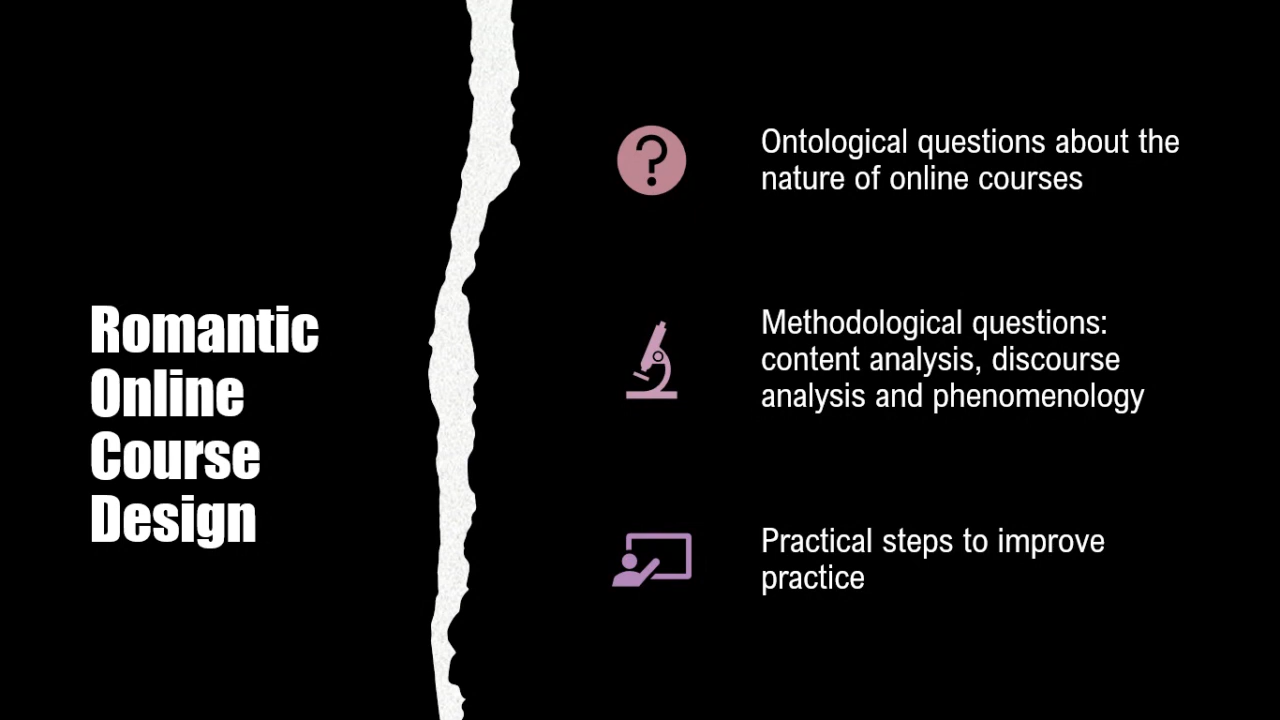 Romantic
Online
Course
Design
Ontological questions about the
nature of online courses
Methodological questions:
content analysis, discourse
analysis and phenomenology
Practical steps to improve
practice